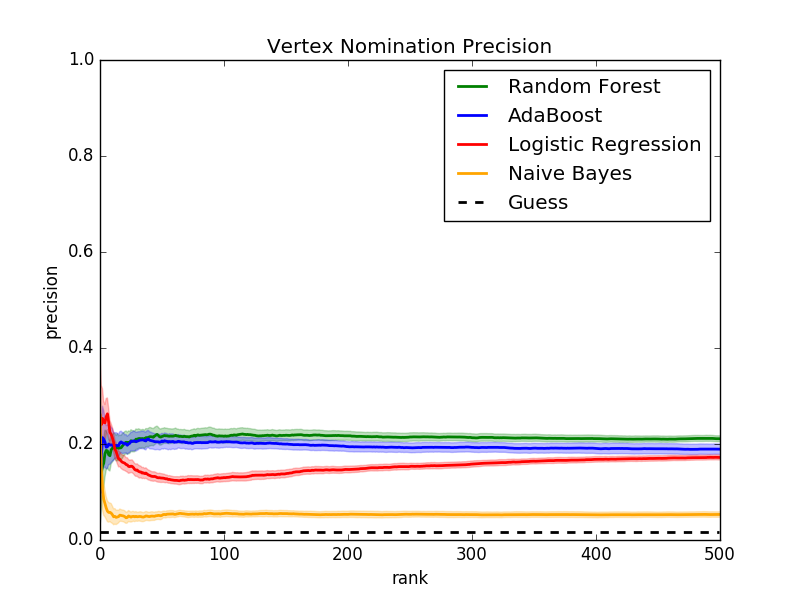 Vertex Nomination Precision
1.0
0.8
0.6
0.4
0.2
0.0
precision
Random Forest
AdaBoost
Logistic Regression
Naive Bayes
Guess
0 100 200 300 400 500
rank